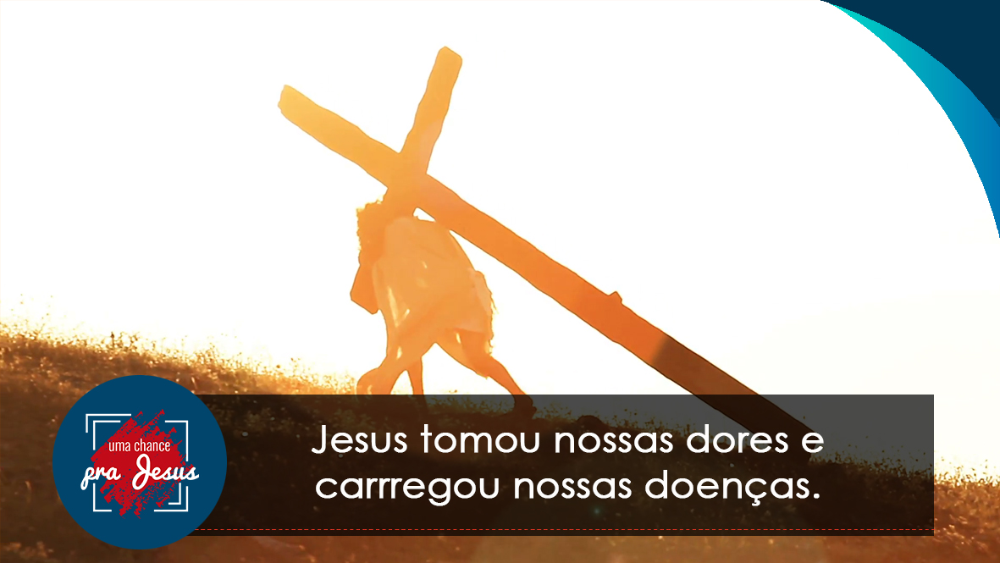 uma chance
pra Jesus
Jesus tomou nossas dores e
carrregou nossas doenças.